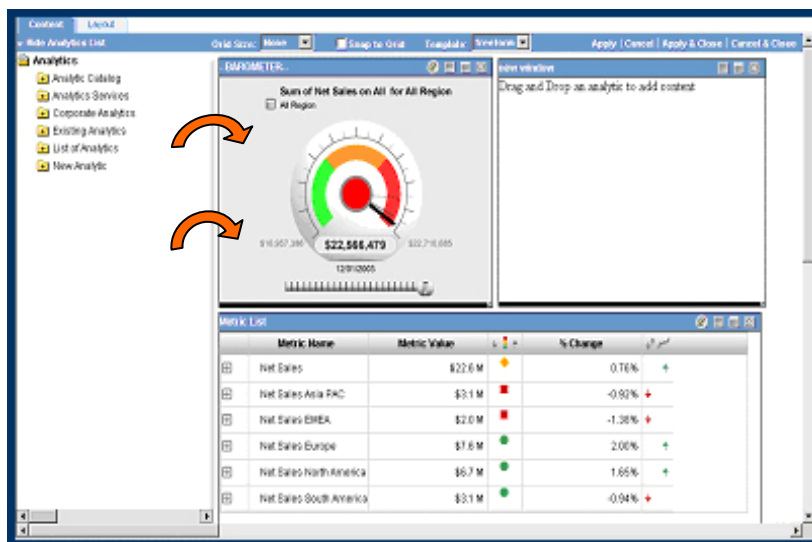 Content Layout
Hide Analytics List Grid Size: None Snap to Grid Template: freeform Apply | Cancel | Apply & Close | Cancel & Close
Analytics
Analytic Catalog
Analytics Services
Corporate Analytics
Existing Analytics
List of Analytics
New Analytic
BAROMETER...
Sum of Net Sales on All for All Region
All Region
$22,566,479
12/01/2003
new window
Drag and Drop an analytic to add content
Metric List
Metric Name Metric Value % Change
Net Sales $22.6 M 0.76%
Net Sales Asia PAC $3.1 M -0.92%
Net Sales EMEA $2.0 M -1.38%
Net Sales Europe $7.6 M 2.00%
Net Sales North America $6.7 M 1.65%
Net Sales South America $3.1 M -0.94%